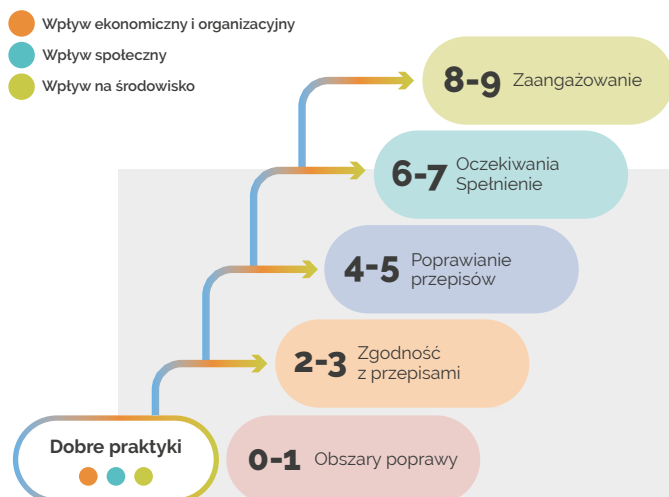 Wpływ ekonomiczny i organizacyjny
Wpływ społeczny
Wpływ na środowisko
8-9 Zaangażowanie
6-7 Oczekiwania
Spełnienie
4-5 Poprawianie
przepisów
2-3 Zgodność
z przepisami
Dobre praktyki
0-1 Obszary poprawy